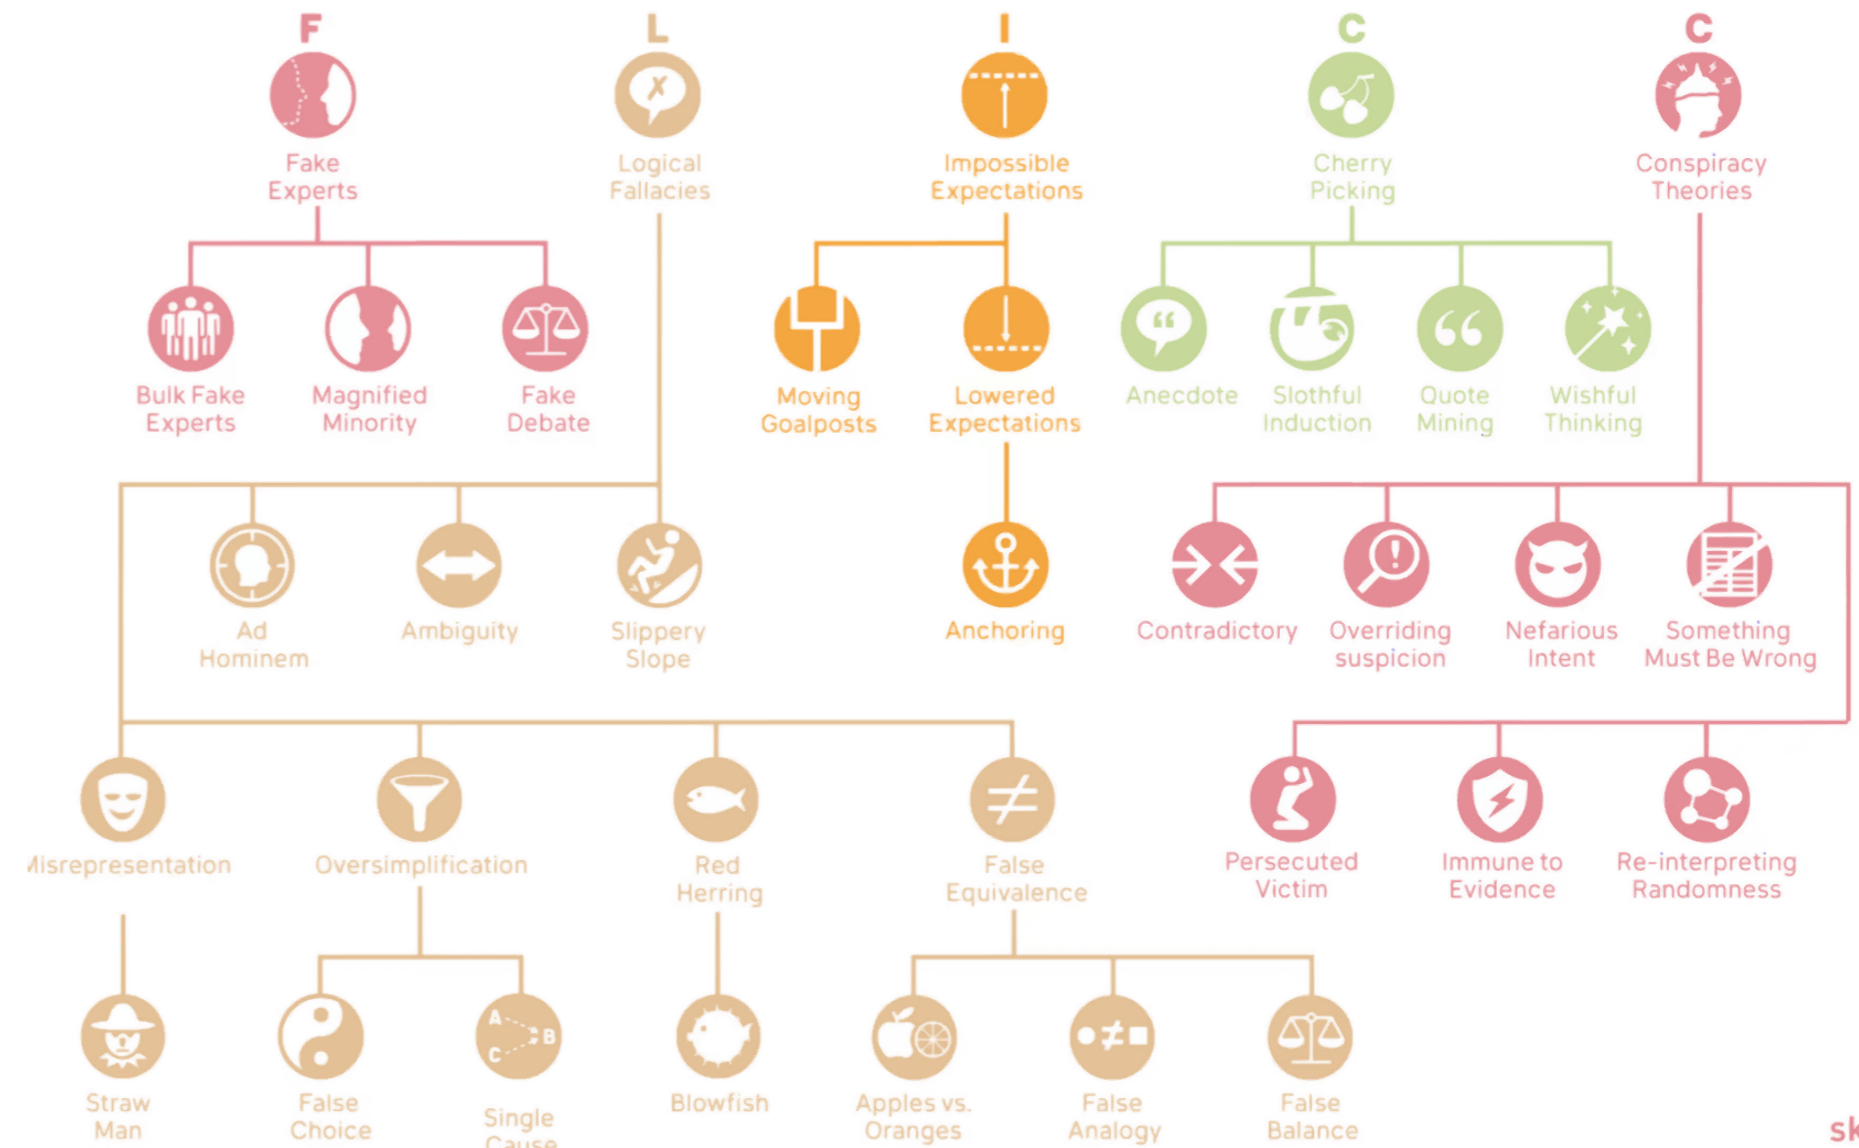 F
L
I
C
C
Fake
Experts
Logical
Fallacies
Impossible
Expectations
Cherry
Picking
Conspiracy
Theories
Bulk Fake
Experts
Magnified
Minority
Fake
Debate
Moving
Goalposts
Lowered
Expectations
Anecdote
Slothful
Induction
Quote
Mining
Wishful
Thinking
Ad
Hominem
Ambiguity
Slippery
Slope
Anchoring
Contradictory
Overriding
suspicion
Nefarious
Intent
Something
Must Be Wrong
Misrepresentation
Oversimplification
Red
Herring
False
Equivalence
Persecuted
Victim
Immune to
Evidence
Re-interpreting
Randomness
A
B
C
Straw
Man
False
Choice
Single
Cause
Blowfish
Apples vs.
Oranges
False
Analogy
False
Balance